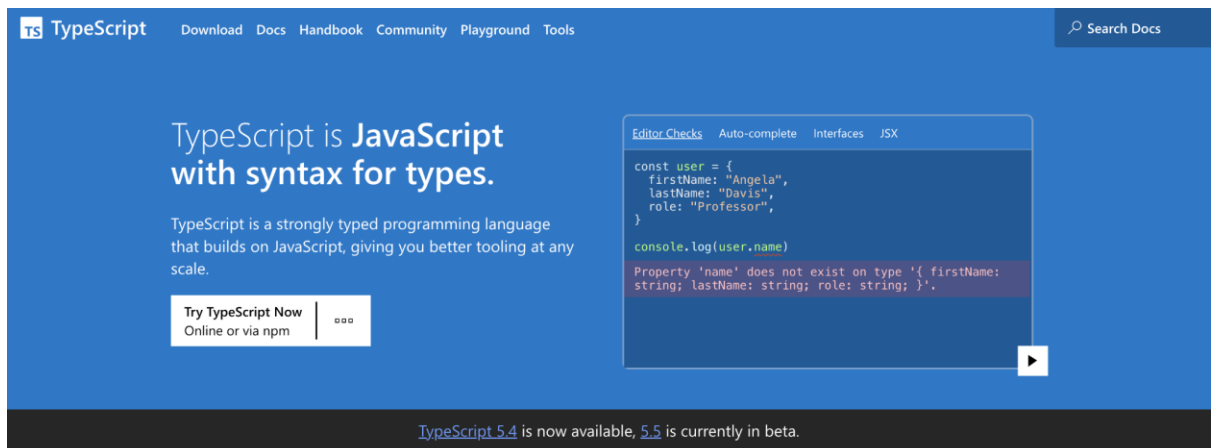 TS TypeScript
Download Docs Handbook Community Playground Tools
Search Docs
TypeScript is JavaScript
with syntax for types.
TypeScript is a strongly typed programming language
that builds on JavaScript, giving you better tooling at any
scale.
Try TypeScript Now
Online or via npm
Editor Checks Auto-complete Interfaces JSX
const user = {
  firstName: "Angela",
  lastName: "Davis",
  role: "Professor",
}
console.log(user.name)
Property 'name' does not exist on type '{ firstName:
string; lastName: string; role: string; }'.
TypeScript 5.4 is now available, 5.5 is currently in beta.